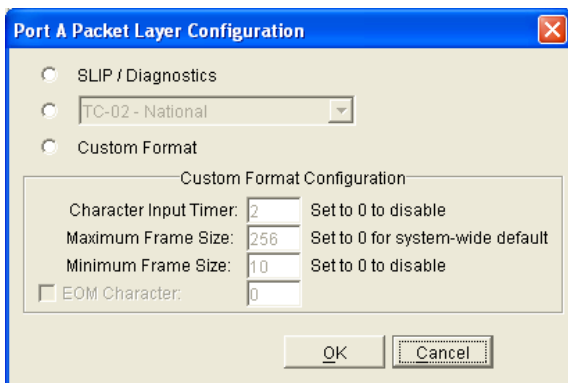 Port A Packet Layer Configuration
SLIP / Diagnostics
TC-02 - National
Custom Format
Custom Format Configuration
Character Input Timer: 2 Set to 0 to disable
Maximum Frame Size: 256 Set to 0 for system-wide default
Minimum Frame Size: 10 Set to 0 to disable
EOM Character: 0
OK Cancel